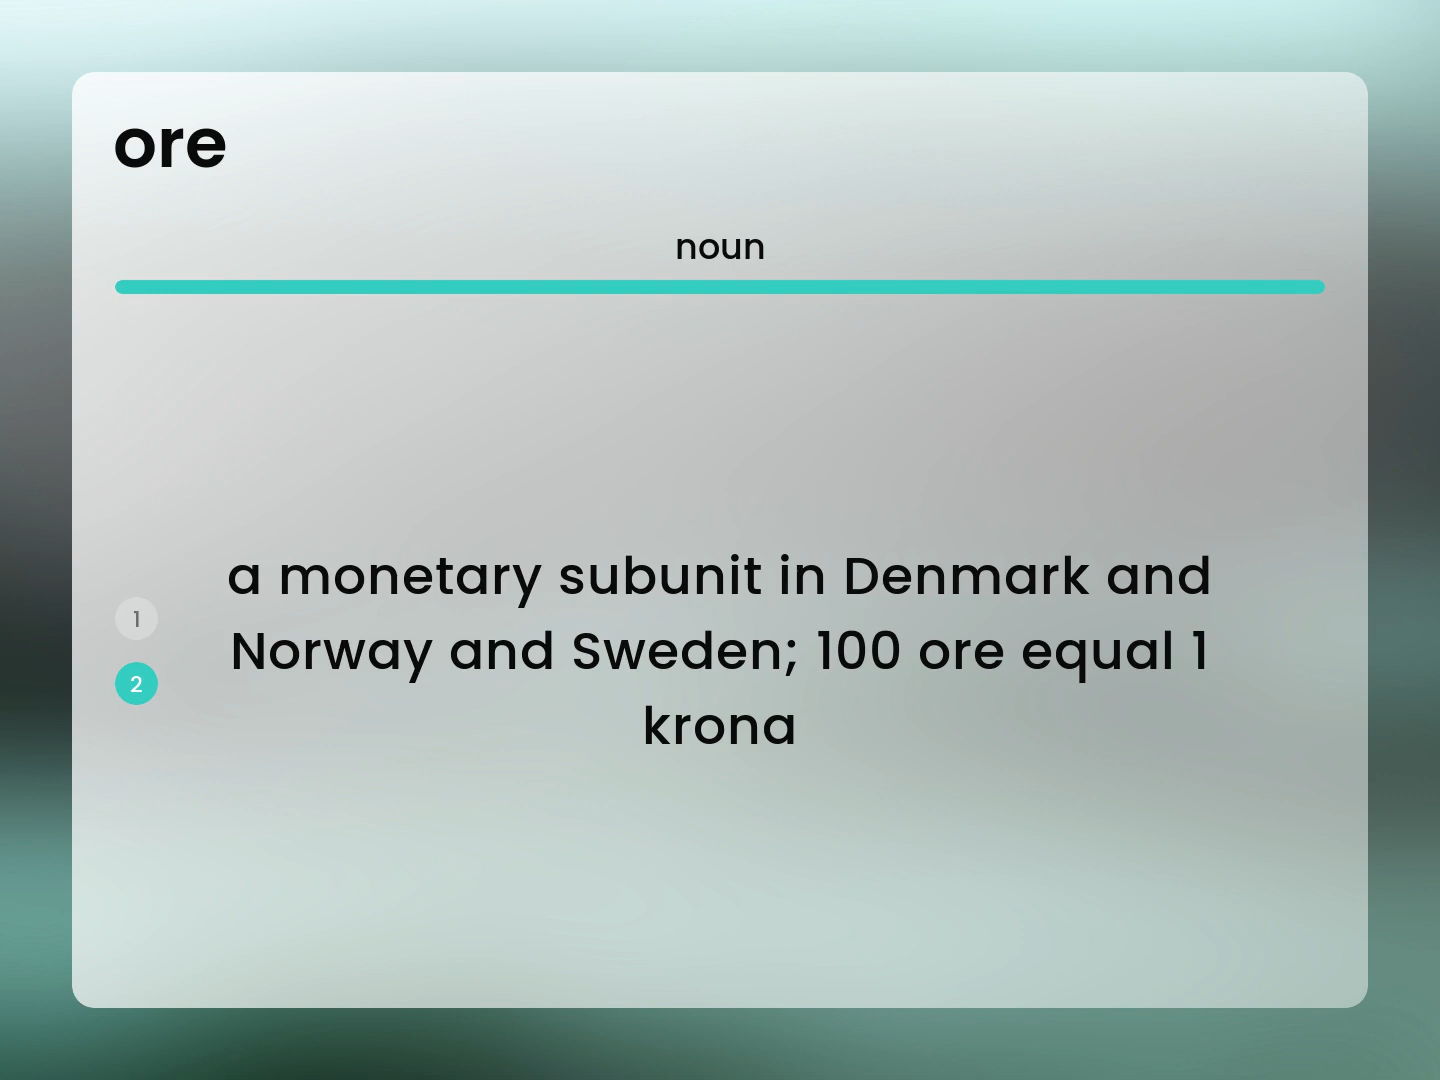 ore
noun
a monetary subunit in Denmark and
Norway and Sweden; 100 ore equal 1
krona
1
2